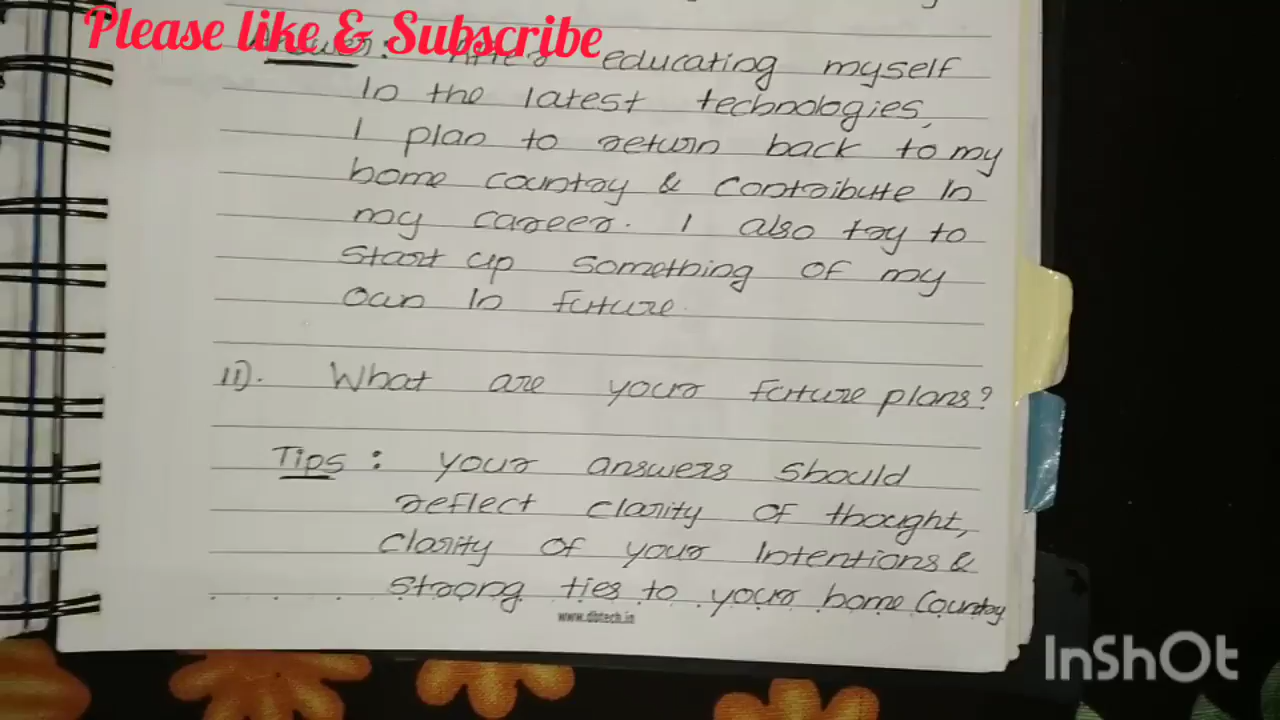 Please like & Subscribe
Answer: After educating myself
In the latest technologies,
I plan to return back to my
home country & contribute In
my career. I also try to
Start up something of my
own In future.
11). What are your future plans?
Tips: your answers should
reflect clarity of thought,
Clarity of your Intentions &
strong ties to your home Country
www.dbtech.in
InShOt